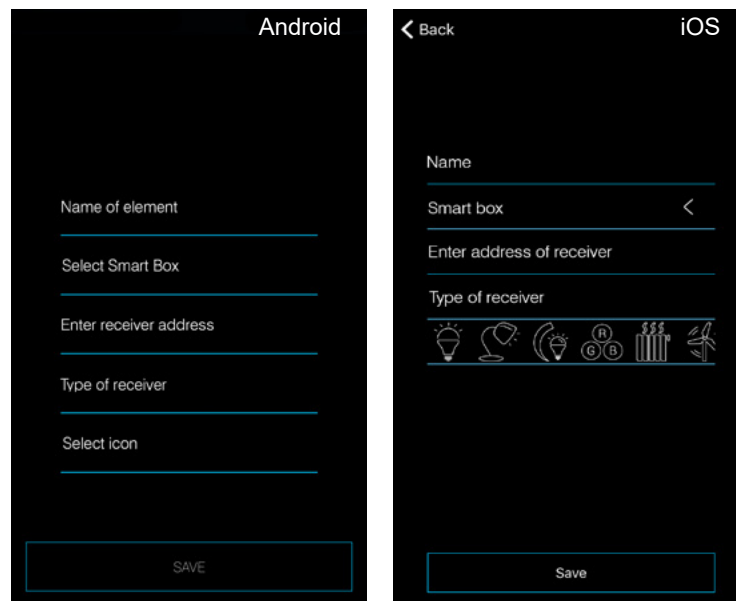 Android
Name of element
Select Smart Box
Enter receiver address
Type of receiver
Select icon
SAVE
Back
iOS
Name
Smart box
Enter address of receiver
Type of receiver
R
G B
Save